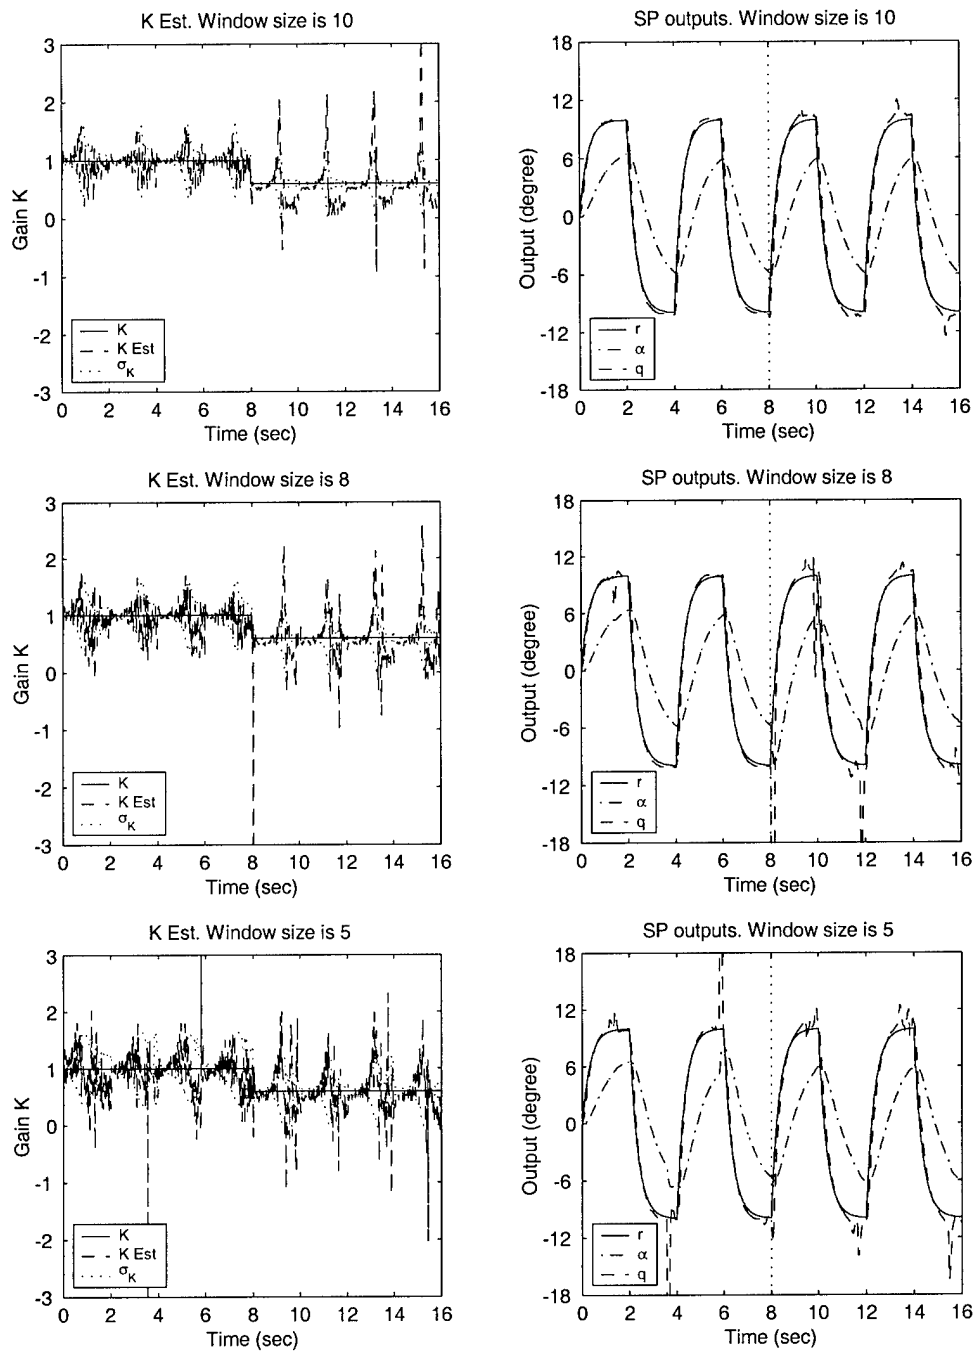 K Est. Window size is 10
3
2
1
0
-1
-2
-3
Gain K
K
K Est
σK
0 2 4 6 8 10 12 14 16
Time (sec)
SP outputs. Window size is 10
18
12
6
0
-6
-12
-18
Output (degree)
r
α
q
0 2 4 6 8 10 12 14 16
Time (sec)
K Est. Window size is 8
3
2
1
0
-1
-2
-3
Gain K
K
K Est
σK
0 2 4 6 8 10 12 14 16
Time (sec)
SP outputs. Window size is 8
18
12
6
0
-6
-12
-18
Output (degree)
r
α
q
0 2 4 6 8 10 12 14 16
Time (sec)
K Est. Window size is 5
3
2
1
0
-1
-2
-3
Gain K
K
K Est
σK
0 2 4 6 8 10 12 14 16
Time (sec)
SP outputs. Window size is 5
18
12
6
0
-6
-12
-18
Output (degree)
r
α
q
0 2 4 6 8 10 12 14 16
Time (sec)